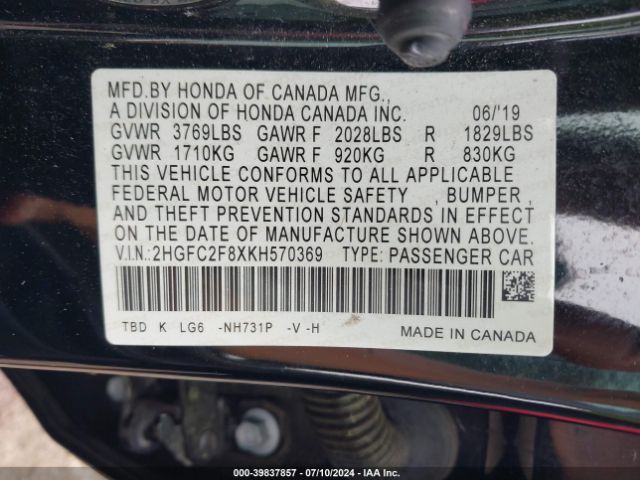 MFD.BY HONDA OF CANADA MFG.,
A DIVISION OF HONDA CANADA INC. 06/'19
GVWR 3769LBS GAWR F 2028LBS R 1829LBS
GVWR 1710KG GAWR F 920KG R 830KG
THIS VEHICLE CONFORMS TO ALL APPLICABLE
FEDERAL MOTOR VEHICLE SAFETY , BUMPER ,
AND THEFT PREVENTION STANDARDS IN EFFECT
ON THE DATE OF MANUFACTURE SHOWN ABOVE.
V.I.N.:2HGFC2F8XKH570369 TYPE: PASSENGER CAR
TBD K LG6 -NH731P -V -H
MADE IN CANADA
000-39837857 / 07/10/2024 - IAA Inc.